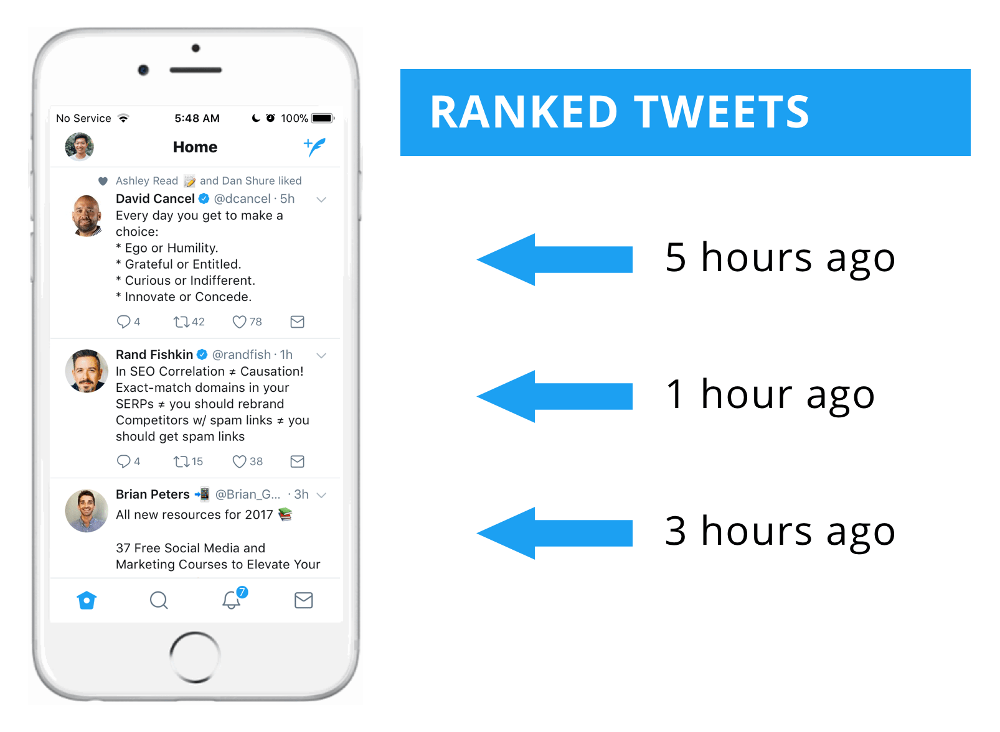 No Service 5:48 AM 100%
Home
Ashley Read and Dan Shure liked
David Cancel @dcancel · 5h
Every day you get to make a
choice:
* Ego or Humility.
* Grateful or Entitled.
* Curious or Indifferent.
* Innovate or Concede.
4 42 78
Rand Fishkin @randfish · 1h
In SEO Correlation ≠ Causation!
Exact-match domains in your
SERPs ≠ you should rebrand
Competitors w/ spam links ≠ you
should get spam links
4 15 38
Brian Peters @Brian_G... · 3h
All new resources for 2017
37 Free Social Media and
Marketing Courses to Elevate Your
7
RANKED TWEETS
5 hours ago
1 hour ago
3 hours ago